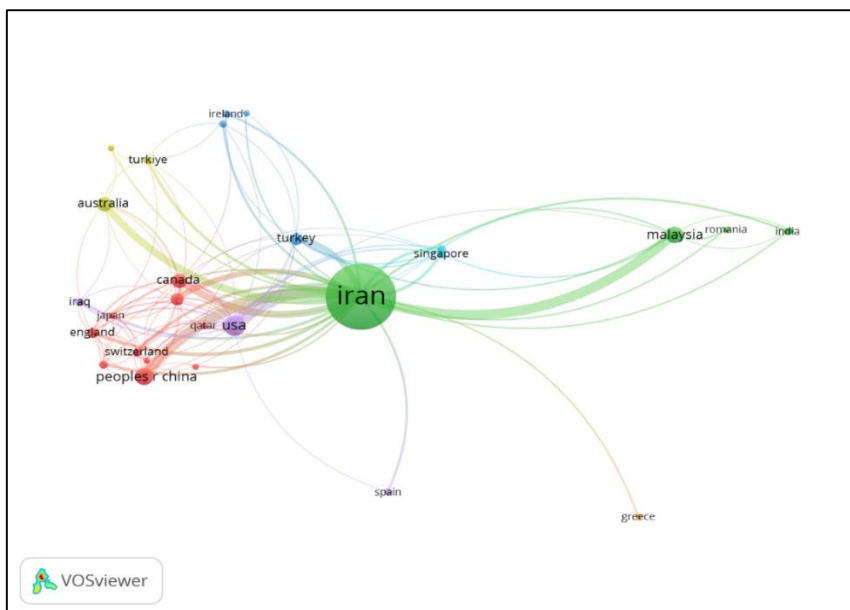 ireland
turkiye
australia
turkey
malaysia
romania
india
singapore
canada
iran
iraq
japan
qatar
usa
england
switzerland
peoples r china
spain
greece
VOSviewer